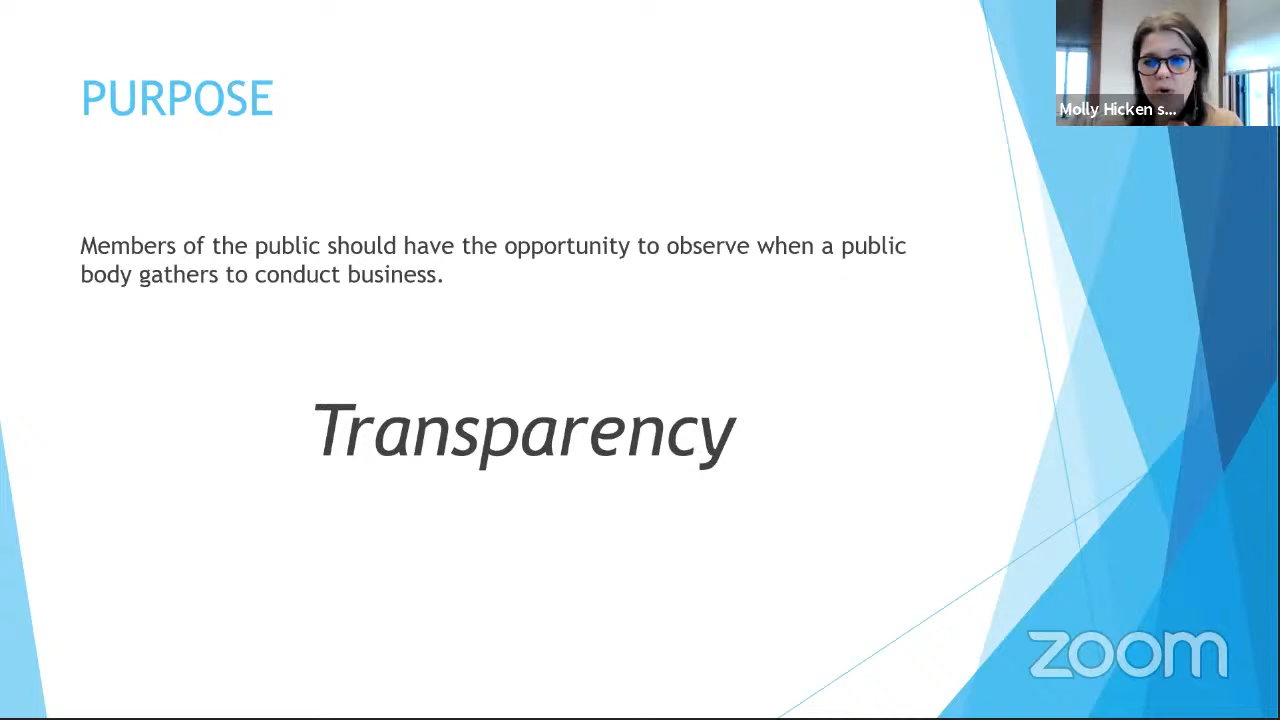 PURPOSE
Molly Hicken s...
Members of the public should have the opportunity to observe when a public
body gathers to conduct business.
Transparency
zoom